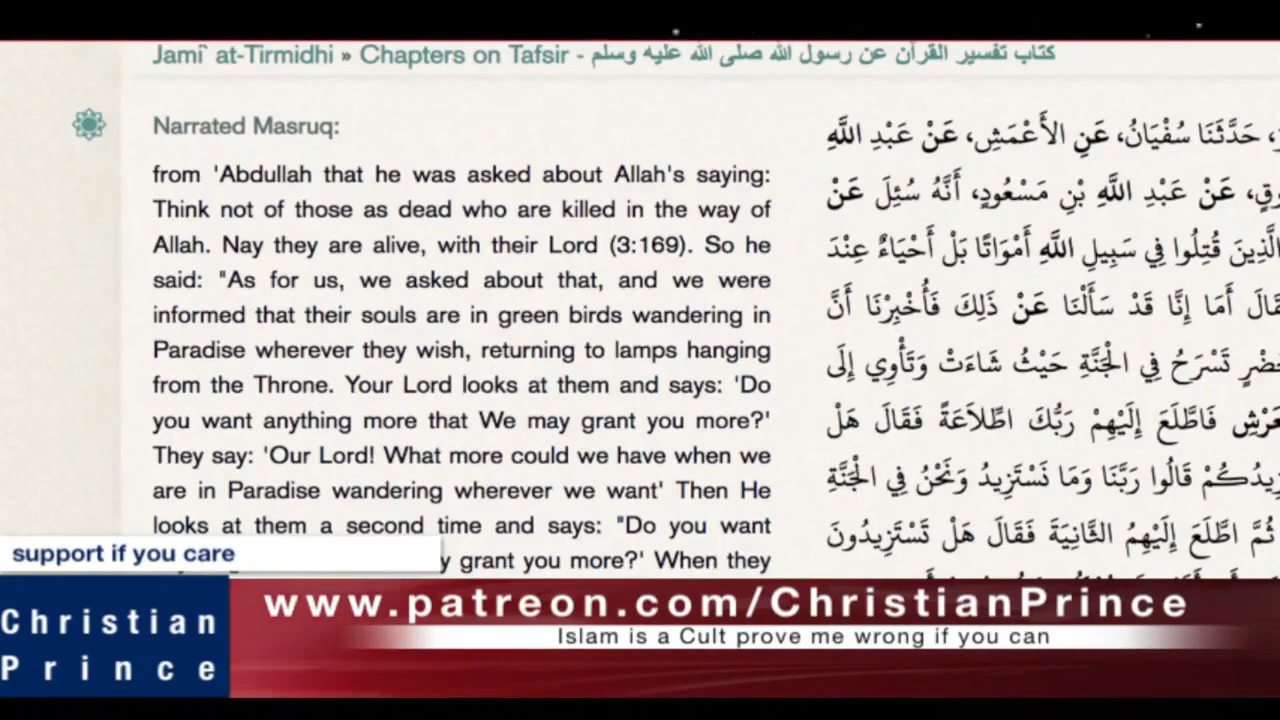 Jami` at-Tirmidhi » Chapters on Tafsir - كتاب تفسير القرآن عن رسول الله صلى الله عليه وسلم
Narrated Masruq:
from 'Abdullah that he was asked about Allah's saying:
Think not of those as dead who are killed in the way of
Allah. Nay they are alive, with their Lord (3:169). So he
said: "As for us, we asked about that, and we were
informed that their souls are in green birds wandering in
Paradise wherever they wish, returning to lamps hanging
from the Throne. Your Lord looks at them and says: 'Do
you want anything more that We may grant you more?'
They say: 'Our Lord! What more could we have when we
are in Paradise wandering wherever we want' Then He
looks at them a second time and says: "Do you want
y grant you more?' When they
حَدَّثَنَا سُفْيَانُ، عَنِ الأَعْمَشِ، عَنْ عَبْدِ اللَّهِ
عَنْ عَبْدِ اللَّهِ بْنِ مَسْعُودٍ، أَنَّهُ سُئِلَ عَنْ
الَّذِينَ قُتِلُوا فِي سَبِيلِ اللَّهِ أَمْوَاتًا بَلْ أَحْيَاءٌ عِنْدَ
أَمَا إِنَّا قَدْ سَأَلْنَا عَنْ ذَلِكَ فَأُخْبِرْنَا أَنَّ
تَسْرَحُ فِي الْجَنَّةِ حَيْثُ شَاءَتْ وَتَأْوِي إِلَى
فَاطَّلَعَ إِلَيْهِمْ رَبُّكَ اطِّلاَعَةً فَقَالَ هَلْ
قَالُوا رَبَّنَا وَمَا نَسْتَزِيدُ وَنَحْنُ فِي الْجَنَّةِ
ثُمَّ اطَّلَعَ إِلَيْهِمُ الثَّانِيَةَ فَقَالَ هَلْ تَسْتَزِيدُونَ
support if you care
Christian
Prince
www.patreon.com/ChristianPrince
Islam is a Cult prove me wrong if you can